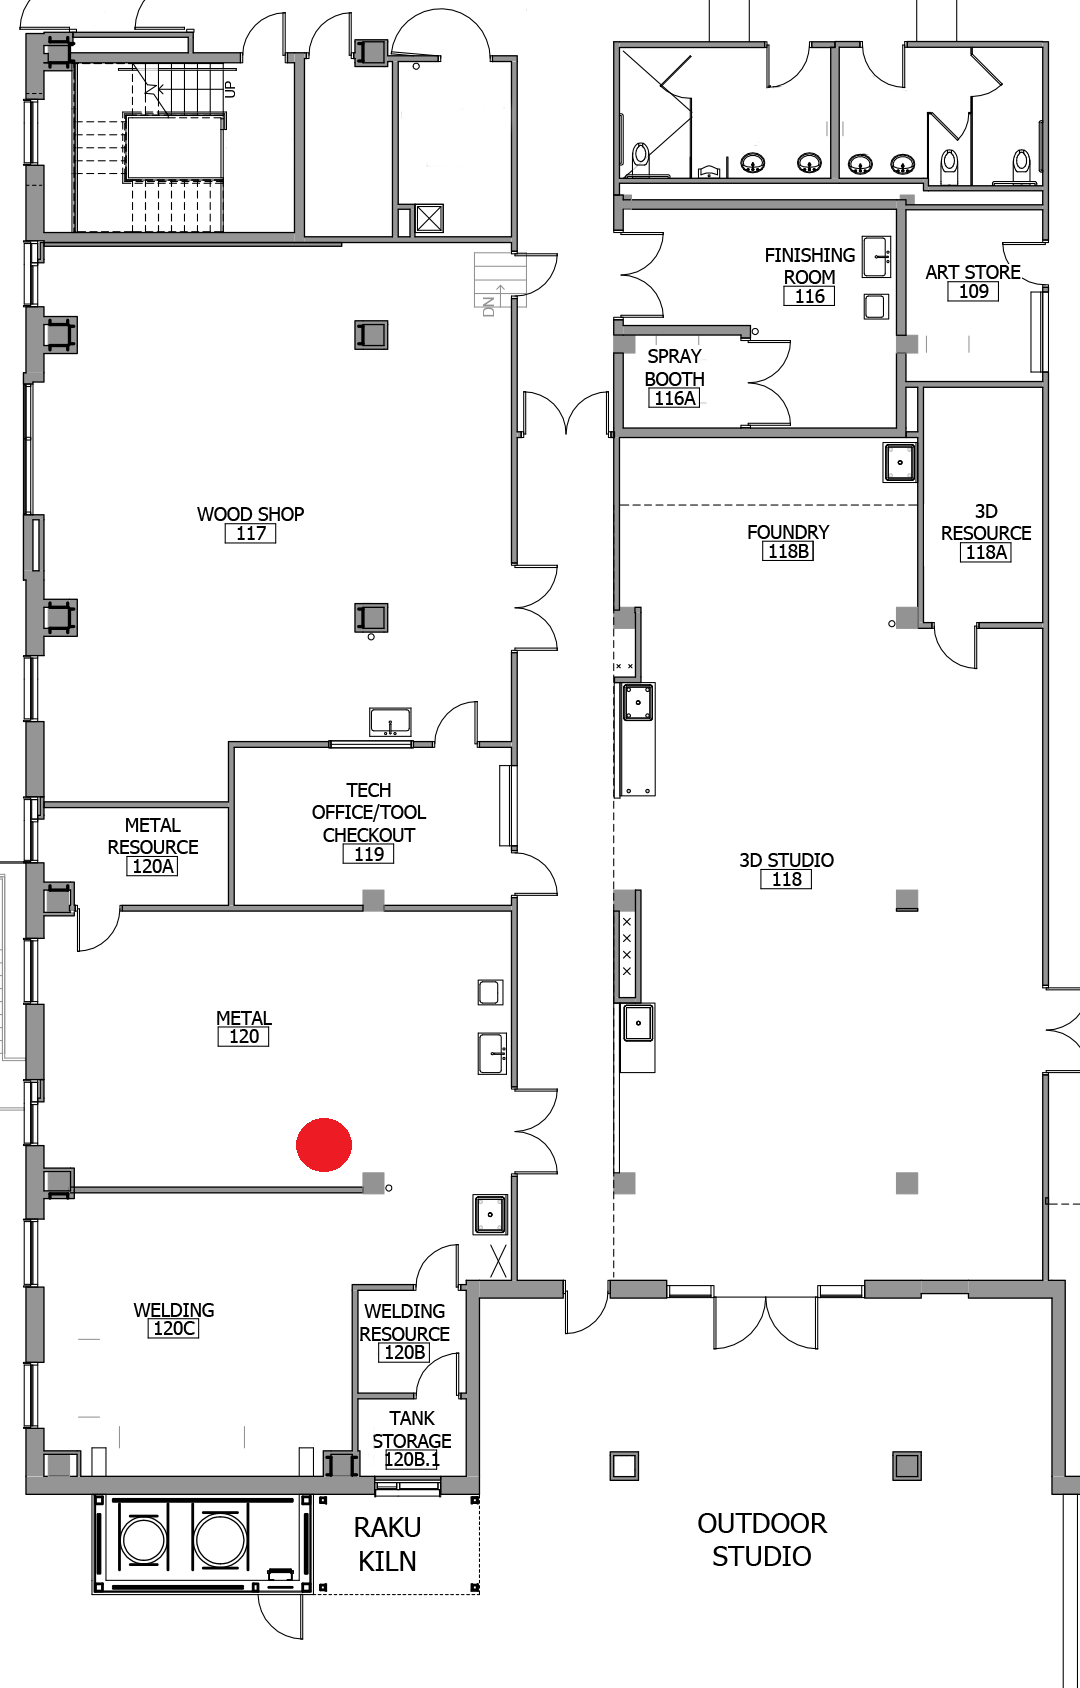 UP
FINISHING
ROOM
116
ART STORE
109
DN
SPRAY
BOOTH
116A
WOOD SHOP
117
FOUNDRY
118B
3D
RESOURCE
118A
TECH
OFFICE/TOOL
CHECKOUT
119
METAL
RESOURCE
120A
3D STUDIO
118
METAL
120
WELDING
120C
WELDING
RESOURCE
120B
TANK
STORAGE
120B.1
RAKU
KILN
OUTDOOR
STUDIO